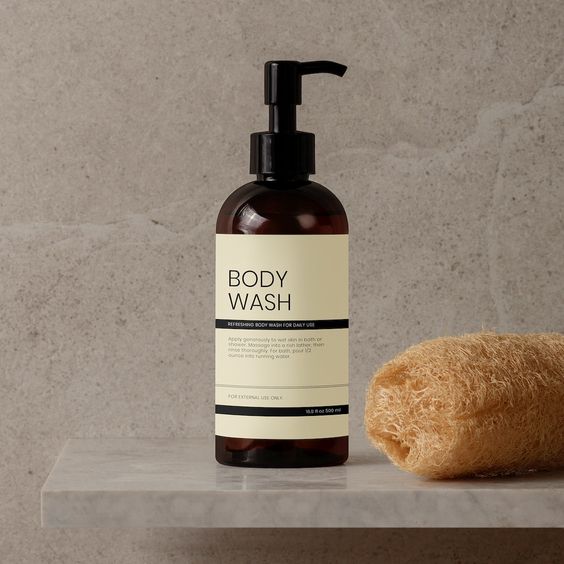 BODY
WASH
REFRESHING BODY WASH FOR DAILY USE
Apply generously to wet skin in bath or
shower. Massage into a rich lather, then
rinse thoroughly. For bath, pour 1/2
ounce into running water.
FOR EXTERNAL USE ONLY
16.9 fl oz 500 ml